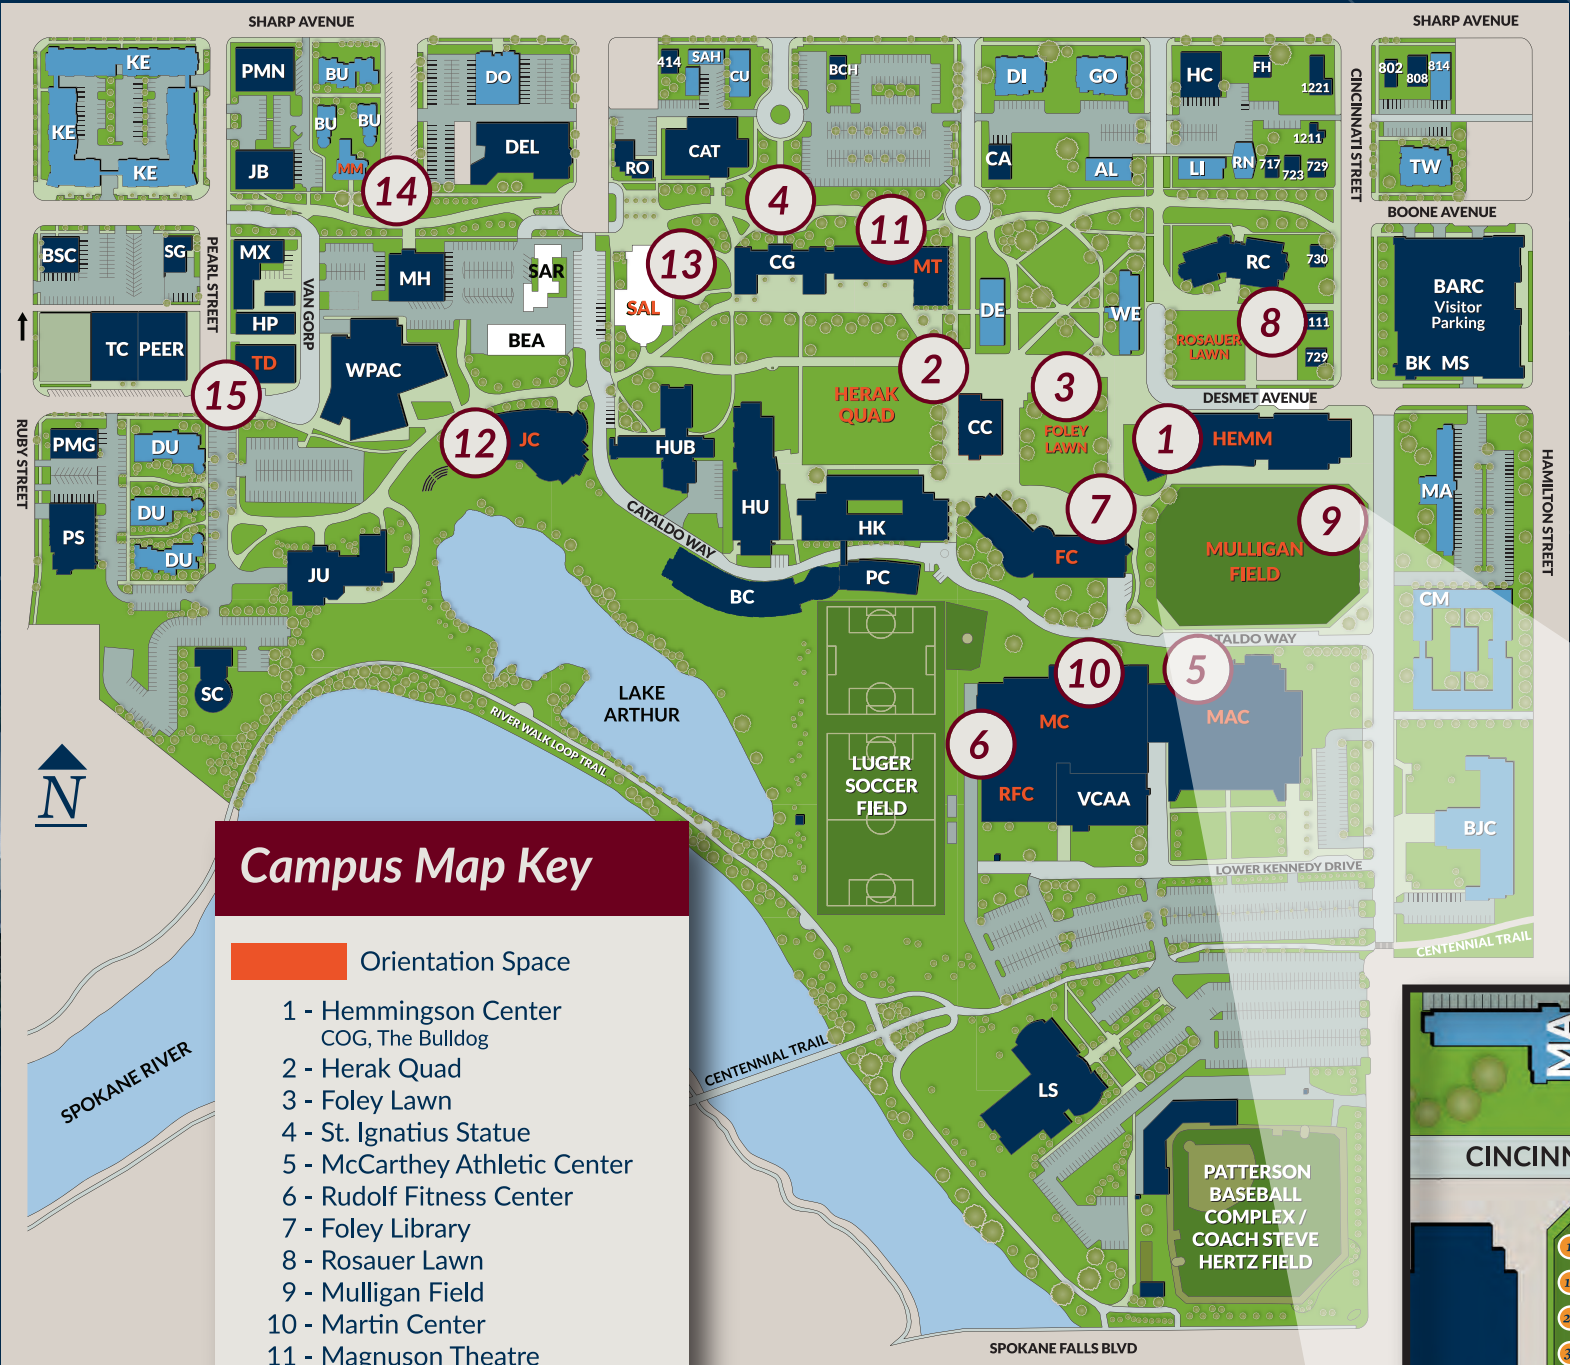 SHARP AVENUE
SHARP AVENUE
KE
KE
KE
PMN
BU
BU
BU
MM
JB
DO
DEL
14
414
SAH
CU
BCH
RO
CAT
4
11
DI
GO
CA
AL
HC
FH
1221
1211
LI
RN
717
723
729
CINCINNATI STREET
802
808
814
TW
BOONE AVENUE
BSC
SG
PEARL STREET
MX
HP
TD
VAN GORP
MH
SAR
BEA
13
SAL
CG
MT
DE
WE
RC
730
8
111
729
ROSAUER
LAWN
BARC
Visitor
Parking
BK MS
TC
PEER
15
WPAC
2
HERAK
QUAD
3
FOLEY
LAWN
CC
DESMET AVENUE
1
HEMM
RUBY STREET
PMG
DU
DU
DU
PS
12
JC
HUB
HU
HK
CATALDO WAY
BC
PC
7
FC
9
MULLIGAN
FIELD
MA
HAMILTON STREET
CM
JU
SC
LAKE
ARTHUR
RIVER WALK LOOP TRAIL
LUGER
SOCCER
FIELD
ATALDO WAY
10
5
MC
MAC
6
RFC
VCAA
BJC
LOWER KENNEDY DRIVE
CENTENNIAL TRAIL
N
SPOKANE RIVER
CENTENNIAL TRAIL
LS
PATTERSON
BASEBALL
COMPLEX /
COACH STEVE
HERTZ FIELD
SPOKANE FALLS BLVD
MA
CINCINN
Campus Map Key
Orientation Space
1 - Hemmingson Center
COG, The Bulldog
2 - Herak Quad
3 - Foley Lawn
4 - St. Ignatius Statue
5 - McCarthey Athletic Center
6 - Rudolf Fitness Center
7 - Foley Library
8 - Rosauer Lawn
9 - Mulligan Field
10 - Martin Center
11 - Magnuson Theatre